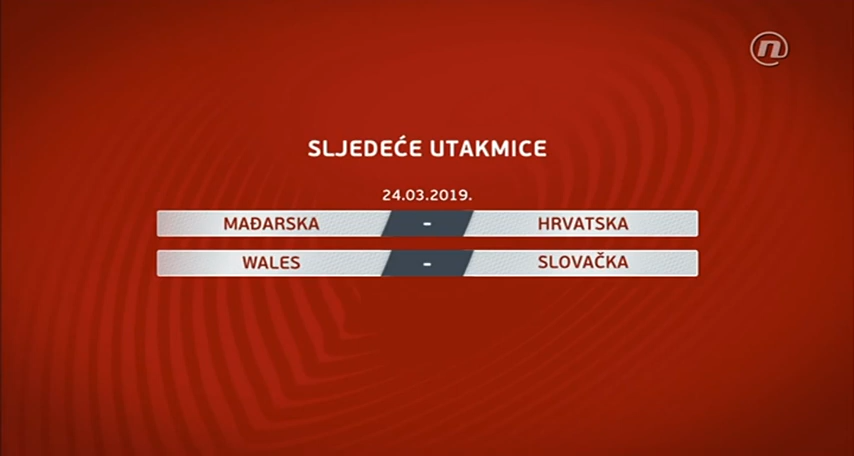 SLJEDEĆE UTAKMICE
24.03.2019.
MAĐARSKA - HRVATSKA
WALES - SLOVAČKA